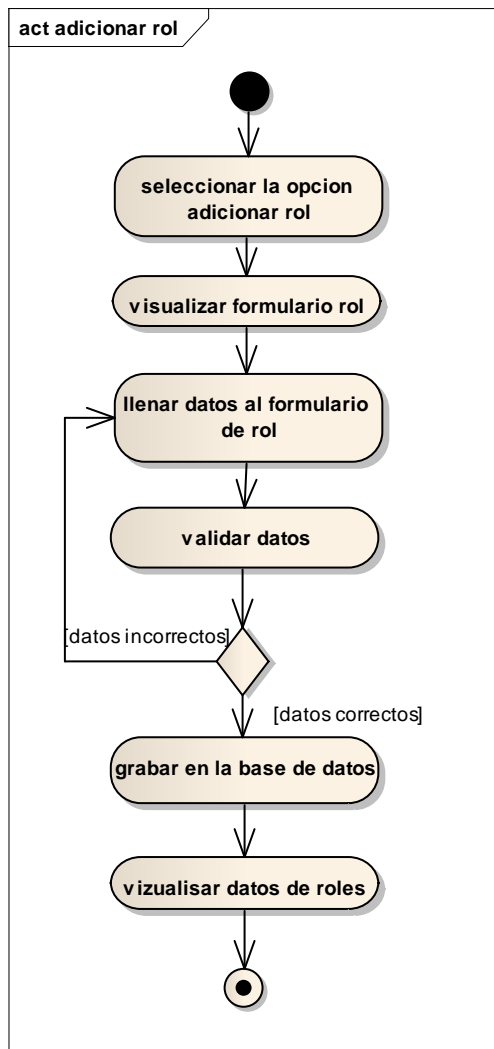 act adicionar rol
seleccionar la opcion
adicionar rol
visualizar formulario rol
llenar datos al formulario
de rol
validar datos
[datos incorrectos]
[datos correctos]
grabar en la base de datos
vizualisar datos de roles